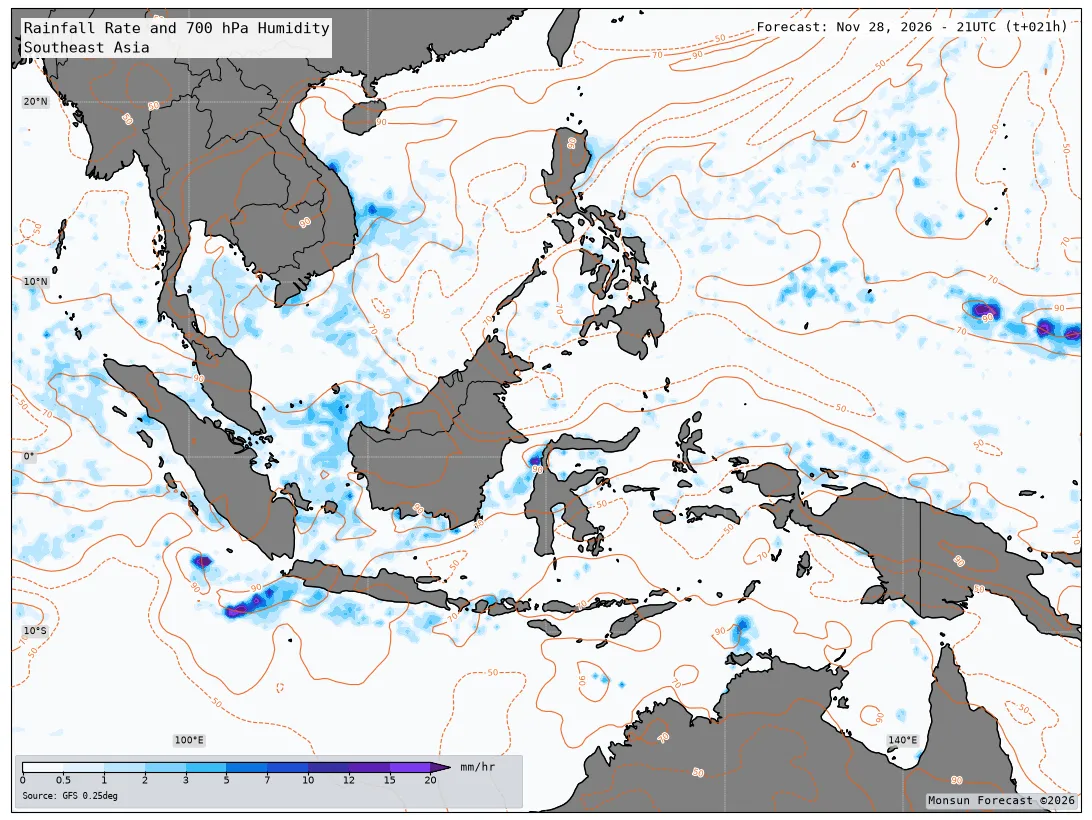 Rainfall Rate and 700 hPa Humidity
Southeast Asia
Forecast: Nov 28, 2026 - 21UTC (t+021h)
20°N
10°N
0°
10°S
100°E
140°E
mm/hr
0 0.5 1 2 3 5 7 10 12 15 20
Source: GFS 0.25deg
Monsun Forecast ©2026